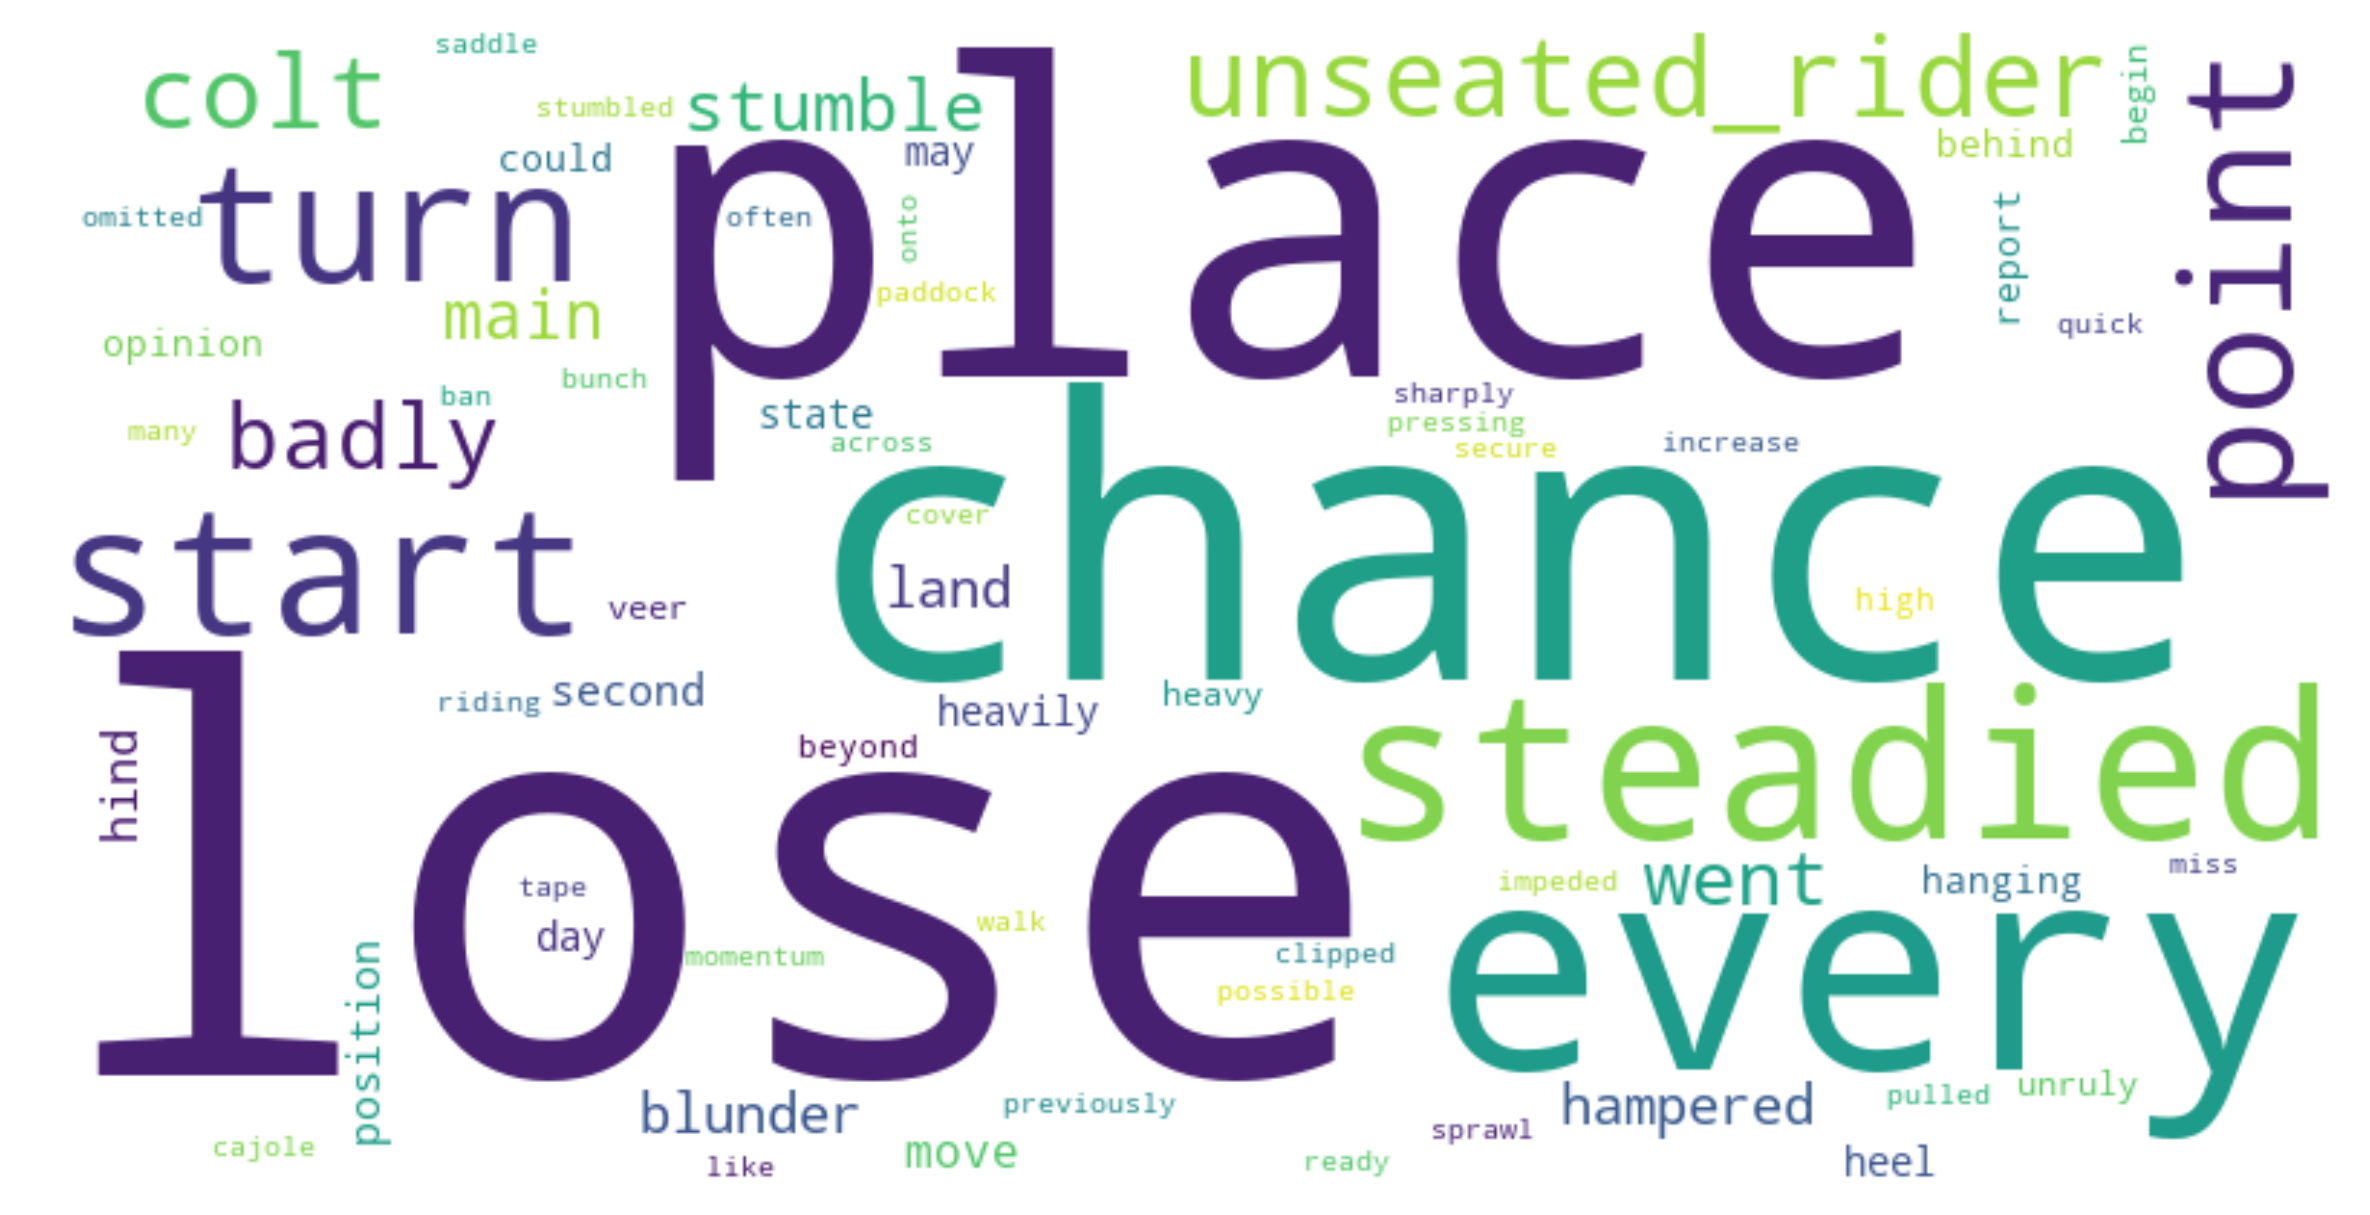 saddle
colt
unseated_rider
begin
stumbled
stumble
point
could
may
behind
place
turn
omitted
often
onto
report
paddock
main
quick
opinion
bunch
ban
sharply
many
badly
state
across
pressing
secure
increase
chance
cover
start
land
high
veer
lose
riding
second
heavily
heavy
steadied
hind
beyond
tape
day
walk
momentum
impeded
went
hanging
miss
every
clipped
possible
position
blunder
previously
hampered
pulled
unruly
sprawl
cajole
like
move
ready
heel